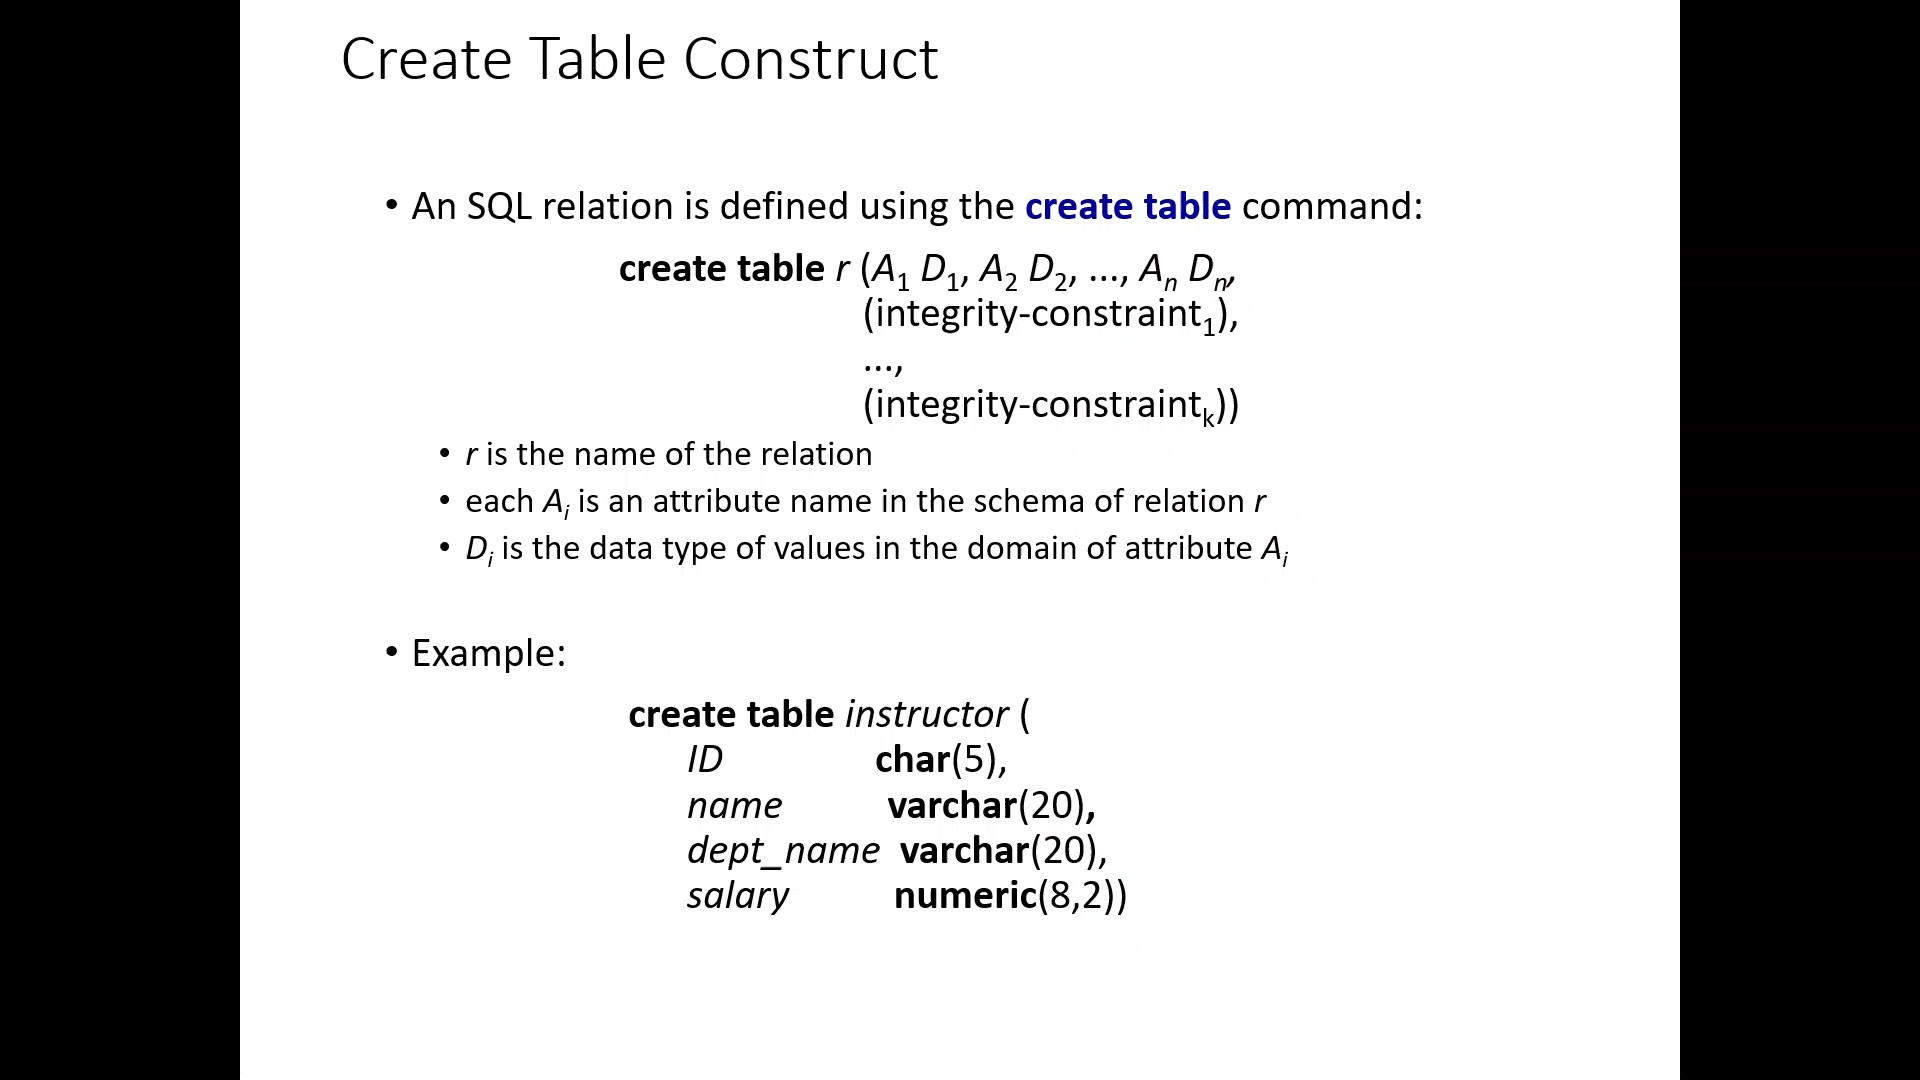 Create Table Construct
• An SQL relation is defined using the create table command:
create table r (A1 D1, A2 D2, ..., An Dn,
(integrity-constraint1),
...,
(integrity-constraintk))
• r is the name of the relation
• each Ai is an attribute name in the schema of relation r
• Di is the data type of values in the domain of attribute Ai
• Example:
create table instructor (
ID char(5),
name varchar(20),
dept_name varchar(20),
salary numeric(8,2))